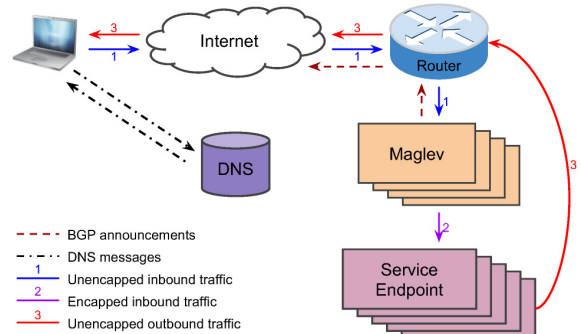 3
3
Internet
1
1
Router
1
Maglev
DNS
3
2
BGP announcements
DNS messages
1
Unencapped inbound traffic
Service
Endpoint
2
Encapped inbound traffic
3
Unencapped outbound traffic